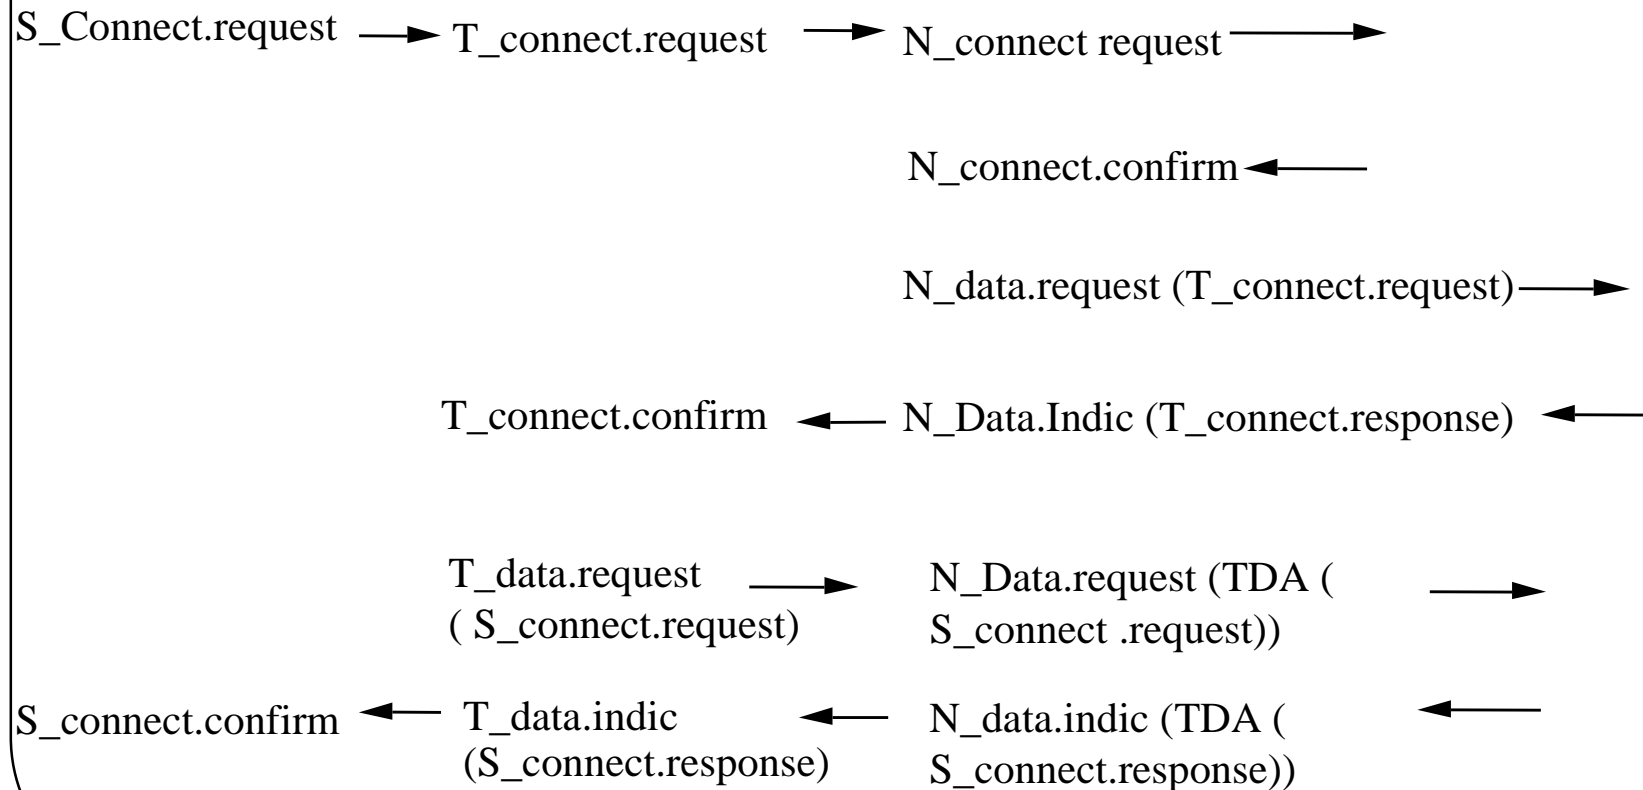 S_Connect.request T_connect.request N_connect request
N_connect.confirm
N_data.request (T_connect.request)
T_connect.confirm N_Data.Indic (T_connect.response)
T_data.request
( S_connect.request)
N_Data.request (TDA (
S_connect .request))
S_connect.confirm
T_data.indic
(S_connect.response)
N_data.indic (TDA (
S_connect.response))